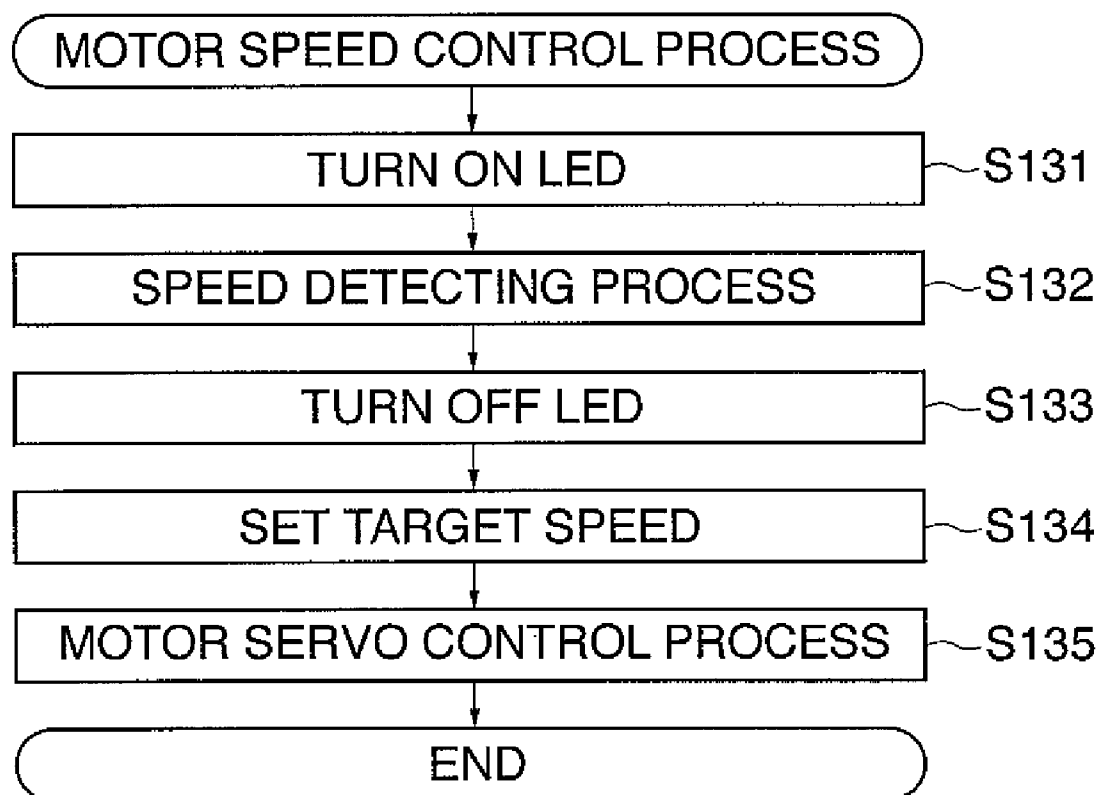 MOTOR SPEED CONTROL PROCESS
TURN ON LED S131
SPEED DETECTING PROCESS S132
TURN OFF LED S133
SET TARGET SPEED S134
MOTOR SERVO CONTROL PROCESS S135
END